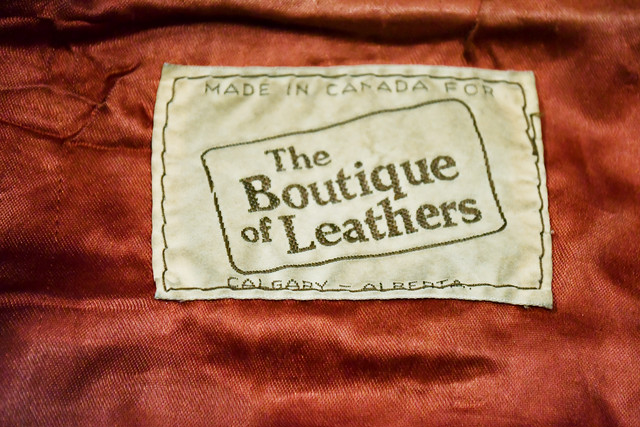 MADE IN CANADA FOR
The
Boutique
of Leathers
CALGARY - ALBERTA.